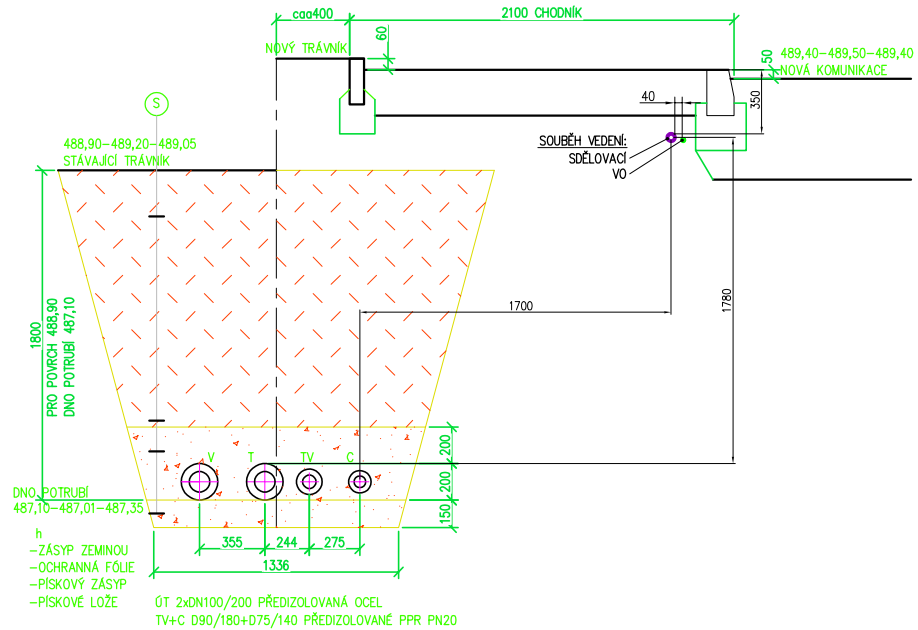 caa400
2100 CHODNÍK
60
NOVÝ TRÁVNÍK
50
489,40-489,50-489,40
NOVÁ KOMUNIKACE
S
40
350
488,90-489,20-489,05
STÁVAJÍCÍ TRÁVNÍK
SOUBĚH VEDENÍ:
SDĚLOVACÍ
VO
1700
1780
1800
PRO POVRCH 488,90
DNO POTRUBÍ 487,10
200
V T TV C
200
DNO POTRUBÍ
487,10-487,01-487,35
150
h
355 244 275
-ZÁSYP ZEMINOU
-OCHRANNÁ FÓLIE
1336
-PÍSKOVÝ ZÁSYP
-PÍSKOVÉ LOŽE
ÚT 2xDN100/200 PŘEDIZOLOVANÁ OCEL
TV+C D90/180+D75/140 PŘEDIZOLOVANÉ PPR PN20